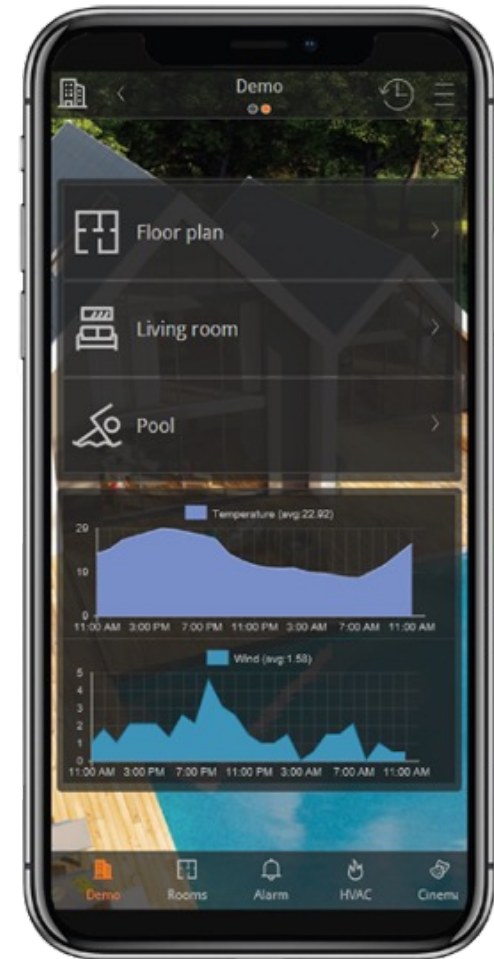 Demo
Floor plan
Living room
Pool
Temperature (avg:22.92)
29
19
9
11:00 AM 3:00 PM 7:00 PM 11:00 PM 3:00 AM 7:00 AM 11:00 AM
Wind (avg:1.58)
5
4
3
2
1
0
11:00 AM 3:00 PM 7:00 PM 11:00 PM 3:00 AM 7:00 AM 11:00 AM
Demo Rooms Alarm HVAC Cinema